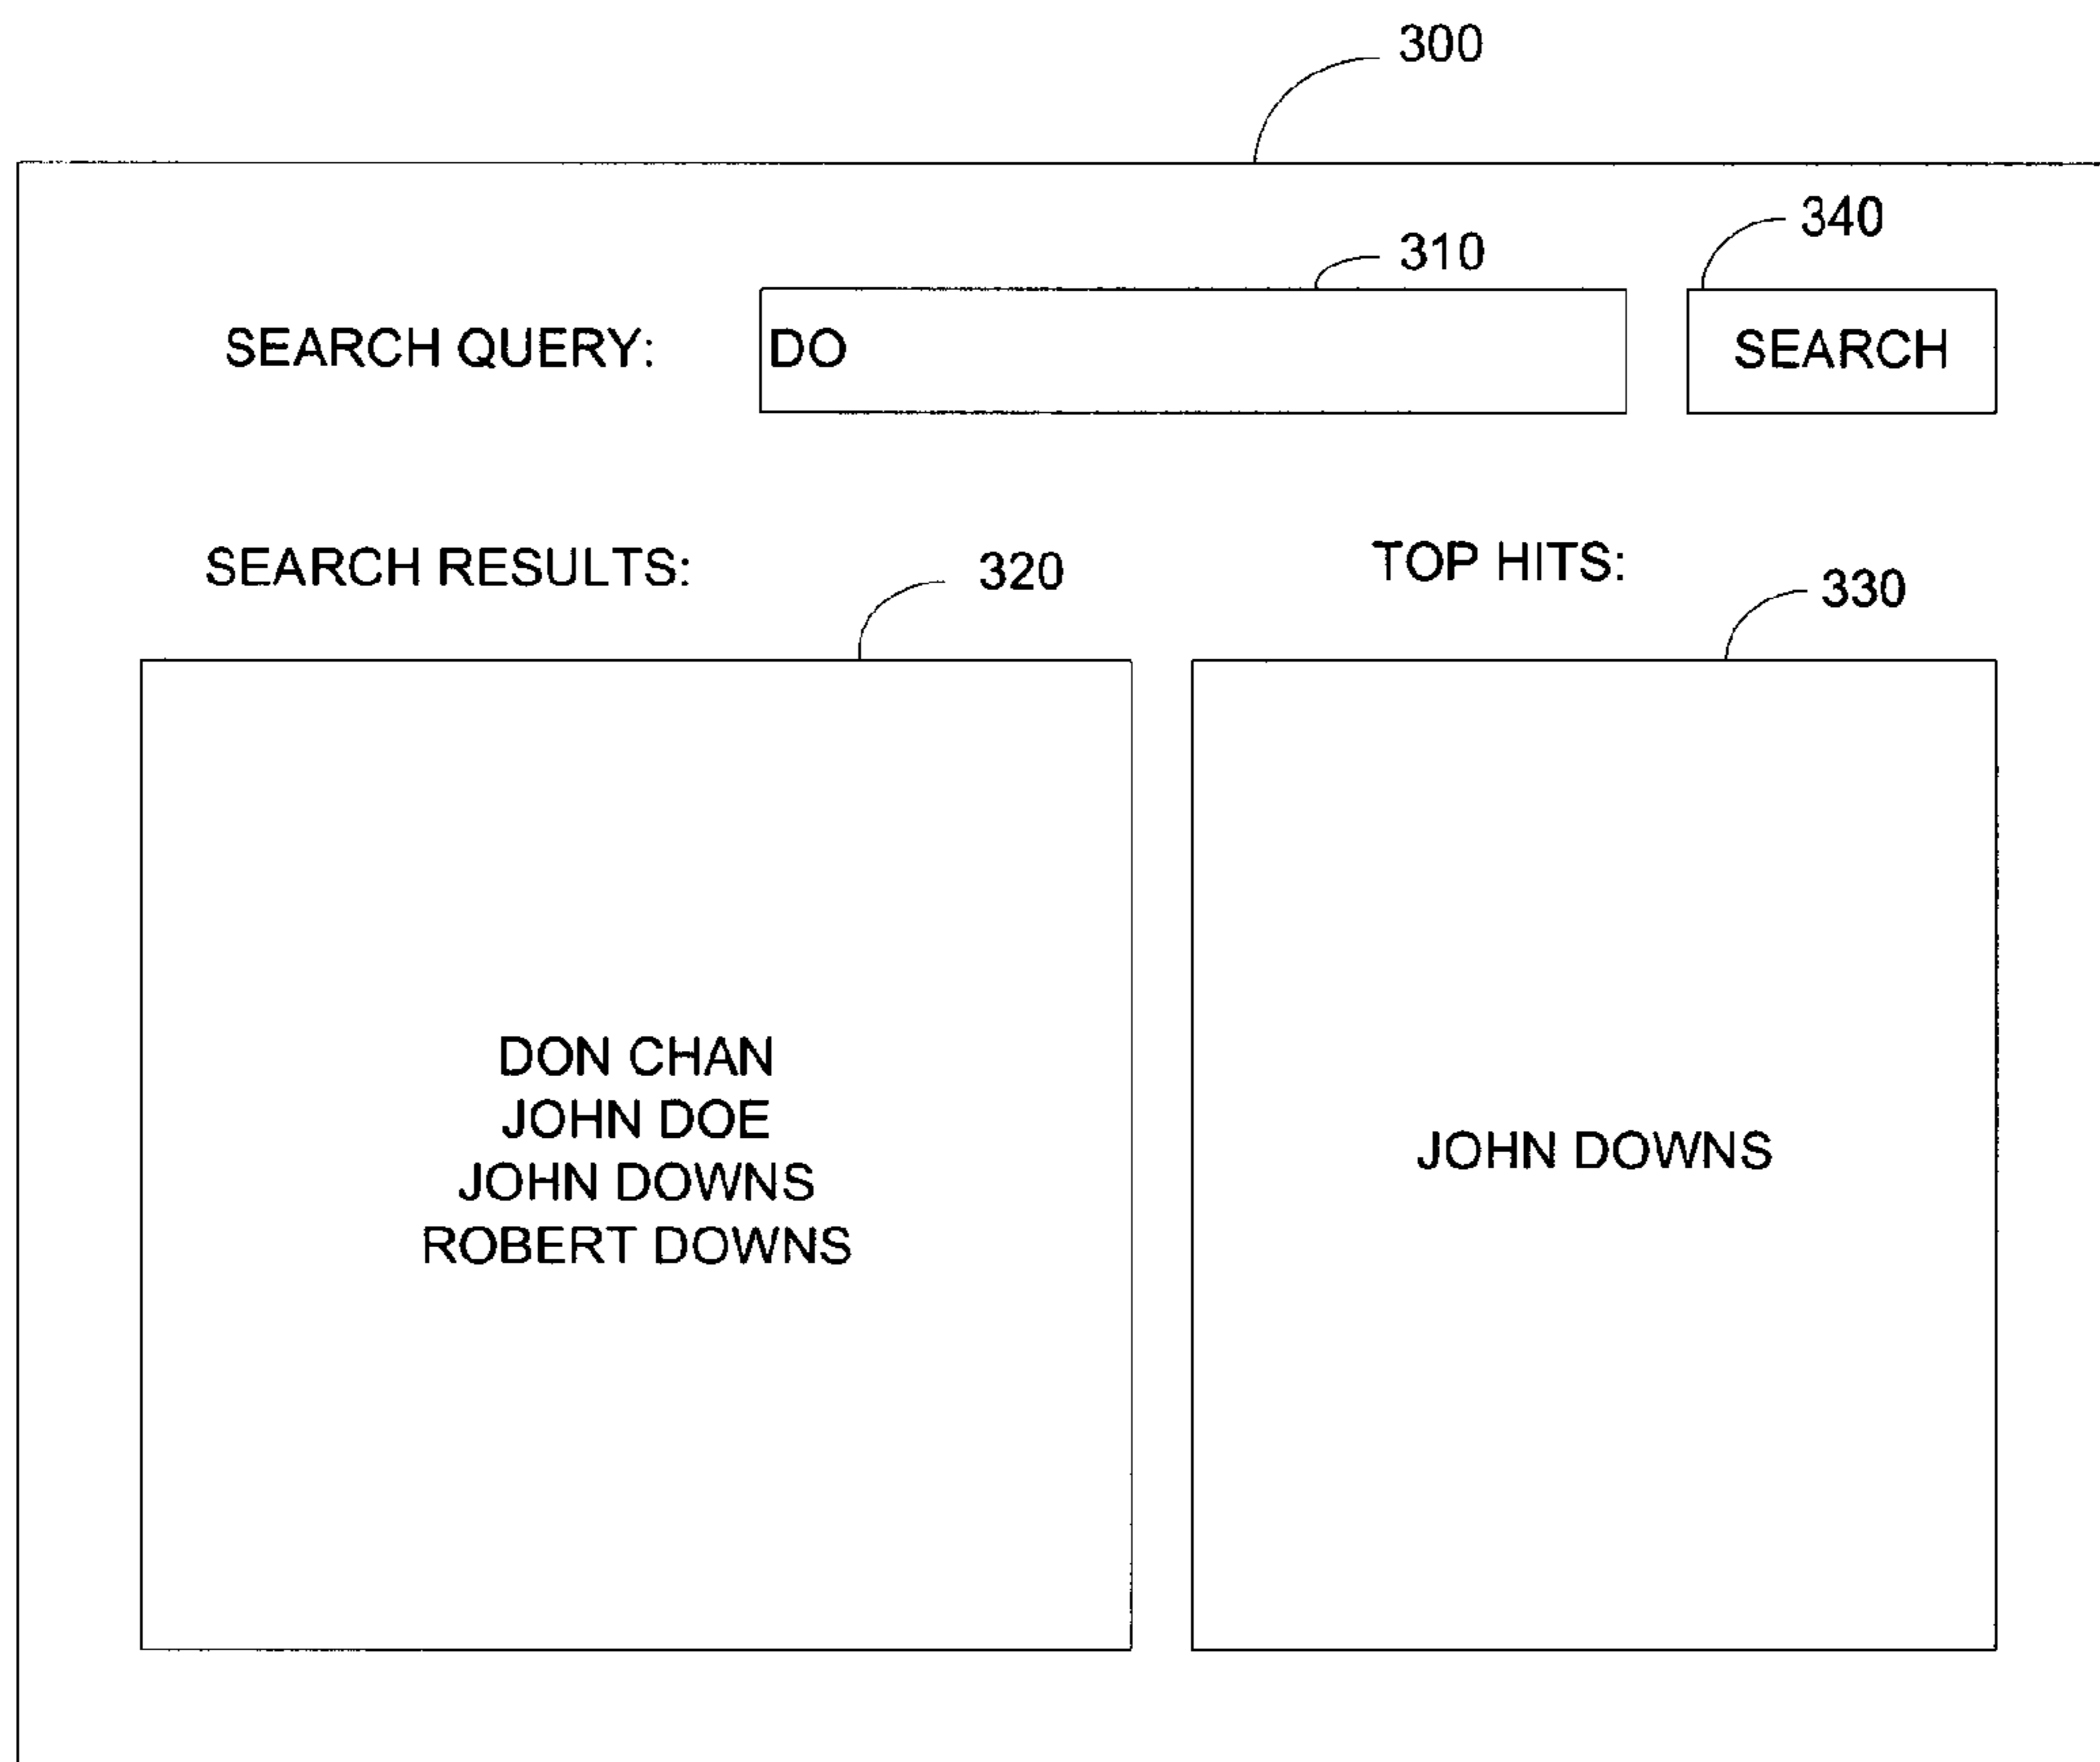 300
340
310
SEARCH QUERY: DO SEARCH
SEARCH RESULTS: 320 TOP HITS:
330
DON CHAN
JOHN DOE
JOHN DOWNS
ROBERT DOWNS
JOHN DOWNS